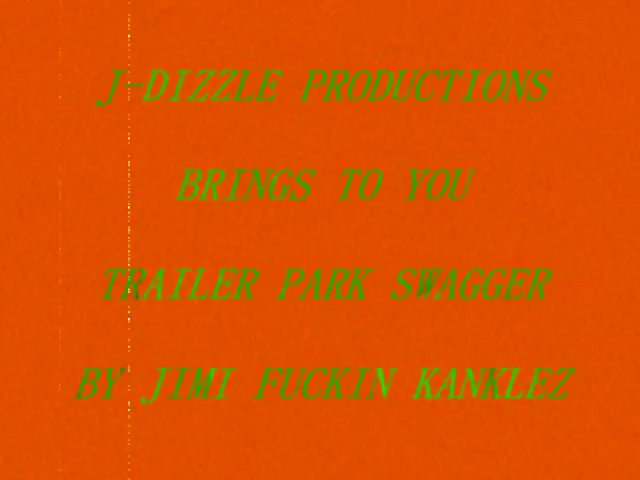 J-DIZZLE PRODUCTIONS
BRINGS TO YOU
TRAILER PARK SWAGGER
BY JIMI FUCKIN KANKLEZ